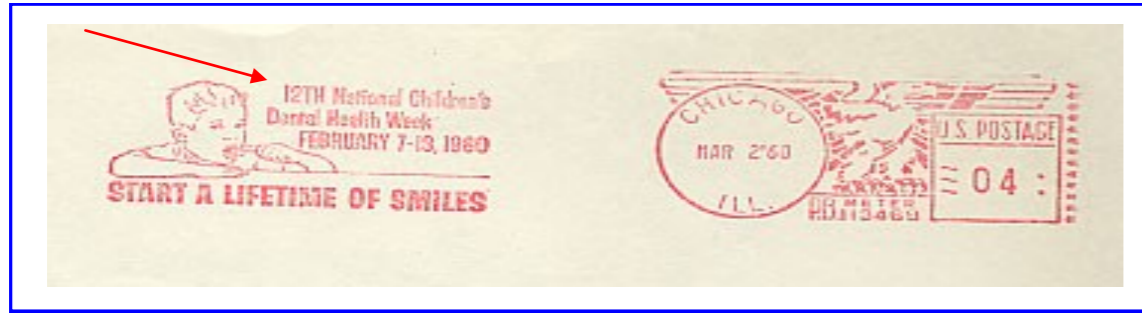 12TH National Children's
Dental Health Week
FEBRUARY 7-13, 1960
START A LIFETIME OF SMILES
CHICAGO
MAR 2'60
ILL.
U.S. POSTAGE
04
P.B. METER